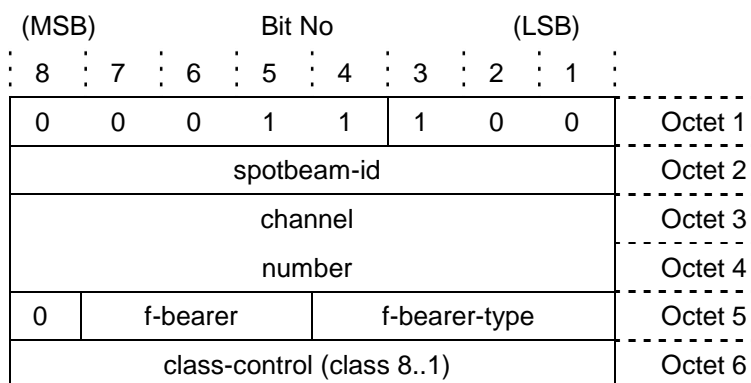 (MSB) Bit No (LSB)
8 7 6 5 4 3 2 1
0 0 0 1 1 1 0 0 Octet 1
spotbeam-id Octet 2
channel Octet 3
number Octet 4
0 f-bearer f-bearer-type Octet 5
class-control (class 8..1) Octet 6